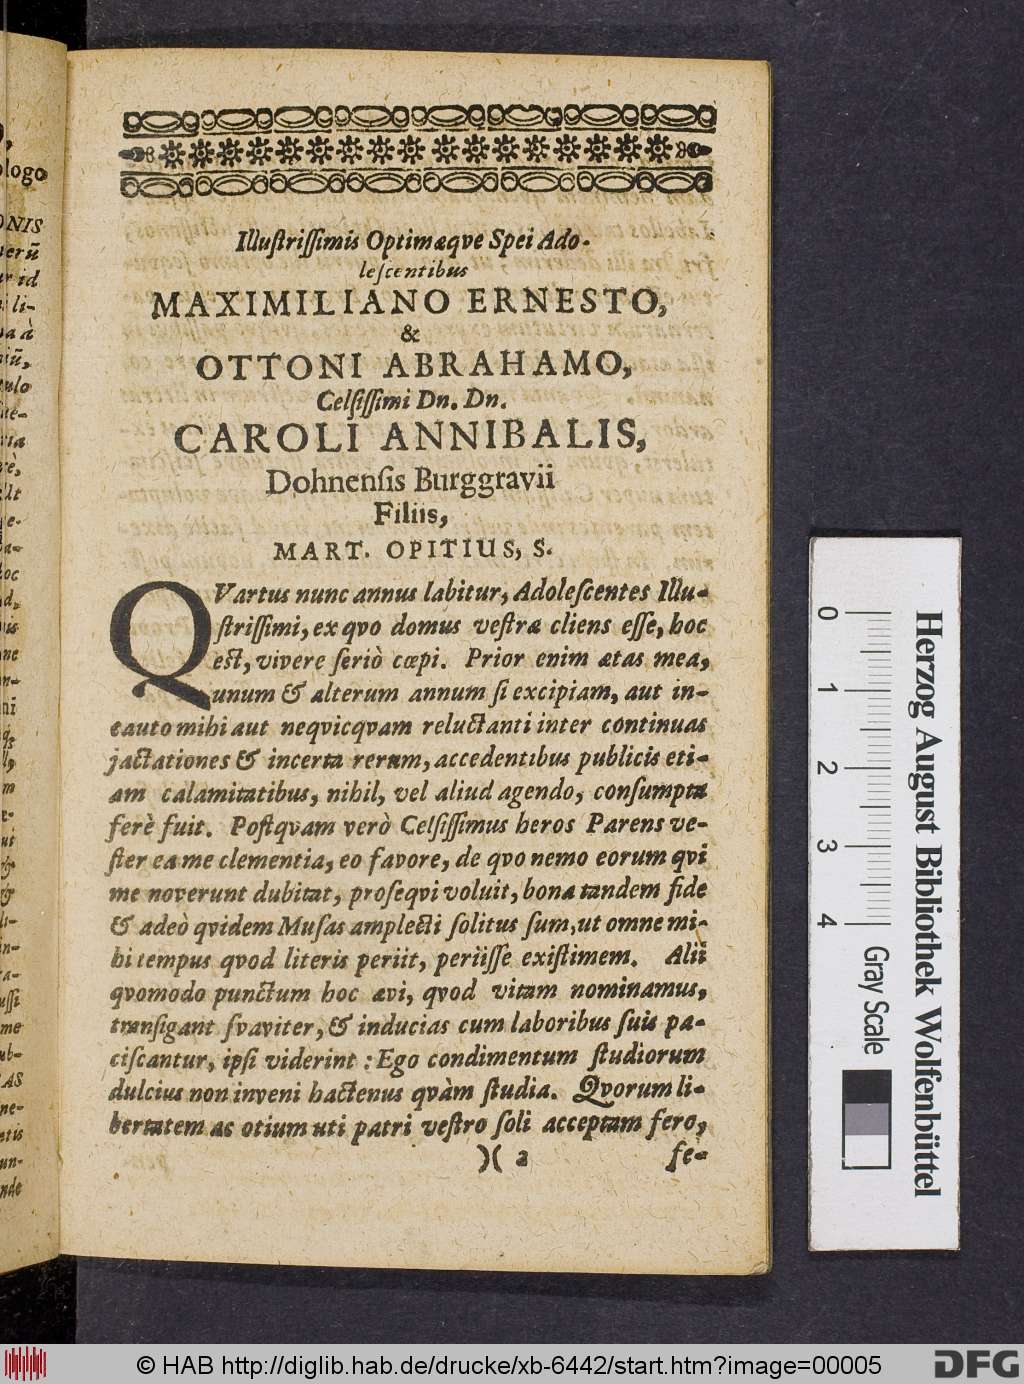 Illuſtriſſimis Optimæqve Spei Ado-
leſcentibus
MAXIMILIANO ERNESTO,
&
OTTONI ABRAHAMO,
Celſiſſimi Dn. Dn.
CAROLI ANNIBALIS,
Dohnenſis Burggravii
Filiis,
MART. OPITIUS, S.
QVartus nunc annus labitur, Adoleſcentes Illu-
ſtriſſimi, ex qvo domus veſtræ cliens eſſe, hoc
eſt, vivere ſeriò cœpi. Prior enim ætas mea,
unum & alterum annum ſi excipiam, aut in-
cauto mihi aut neqvicqvam reluctanti inter continuas
jactationes & incerta rerum, accedentibus publicis eti-
am calamitatibus, nihil, vel aliud agendo, conſumpta
ferè fuit. Poſtqvam verò Celſiſſimus heros Parens ve-
ſter ea me clementia, eo favore, de qvo nemo eorum qvi
me noverunt dubitat, proſeqvi voluit, bona tandem fide
& adeò qvidem Muſas amplecti ſolitus ſum, ut omne mi-
hi tempus qvod literis periit, periiſſe exiſtimem. Alii
qvomodo punctum hoc ævi, qvod vitam nominamus,
tranſigant ſvaviter, & inducias cum laboribus ſuis pa-
ciſcantur, ipſi viderint : Ego condimentum ſtudiorum
dulcius non inveni hactenus qvàm ſtudia. Qvorum li-
bertatem ac otium uti patri veſtro ſoli acceptam fero,
)( 2 fe-
0 1 2 3 4
Herzog August Bibliothek Wolfenbüttel
Gray Scale
© HAB http://diglib.hab.de/drucke/xb-6442/start.htm?image=00005
DFG